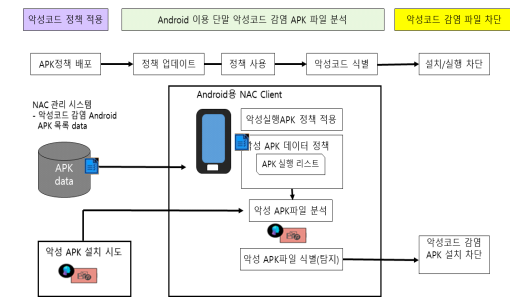 악성코드 정책 적용
Android 이용 단말 악성코드 감염 APK 파일 분석
악성코드 감염 파일 차단
APK정책 배포
정책 업데이트
정책 사용
악성코드 식별
설치/실행 차단
NAC 관리 시스템
- 악성코드 감염 Android
APK 목록 data
APK
data
Android용 NAC Client
악성실행APK 정책 적용
악성 APK 데이터 정책
APK 실행 리스트
악성 APK파일 분석
악성 APK 설치 시도
악성 APK파일 식별(탐지)
악성코드 감염
APK 설치 차단